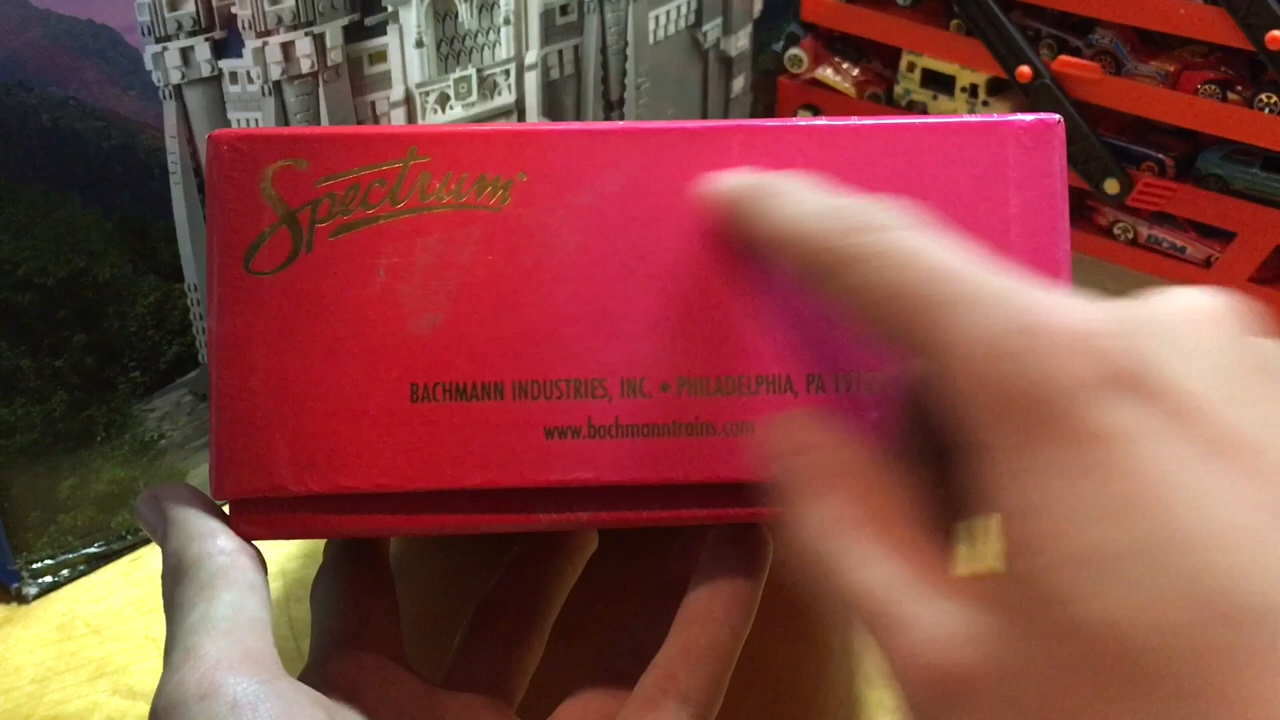 Spectrum
BACHMANN INDUSTRIES, INC. • PHILADELPHIA, PA
www.bachmanntrains.com